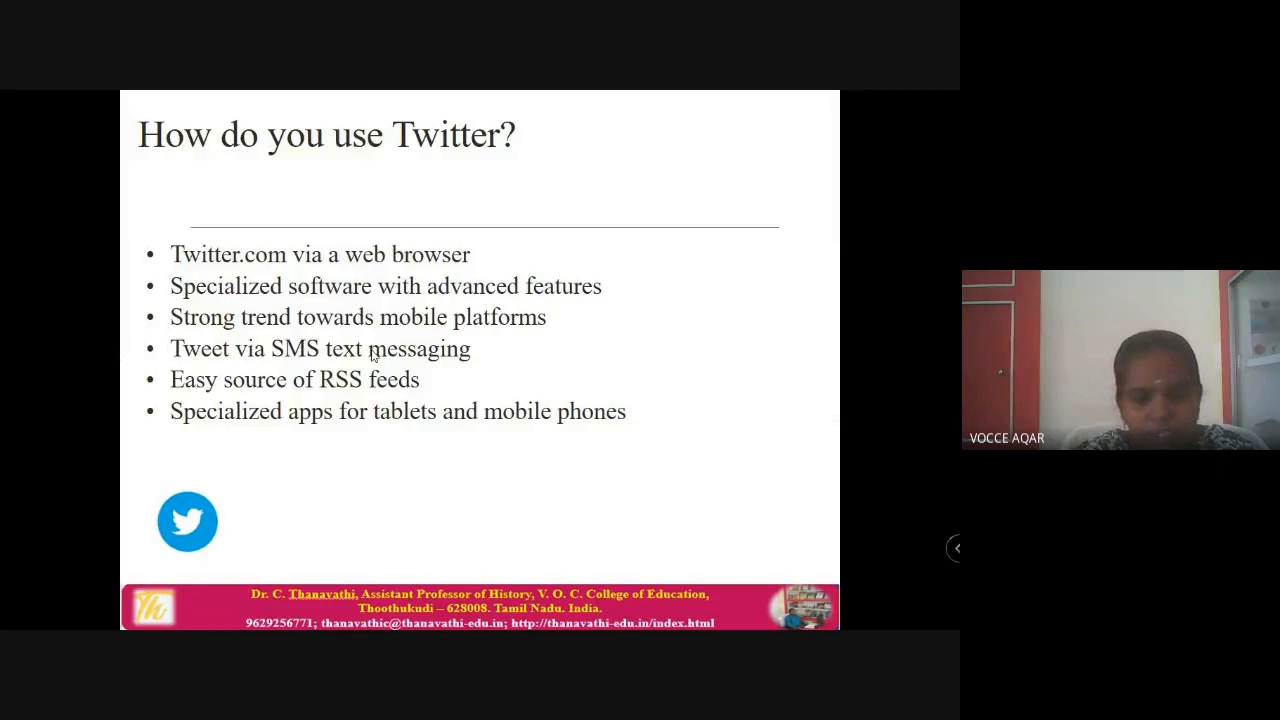 How do you use Twitter?
• Twitter.com via a web browser
• Specialized software with advanced features
• Strong trend towards mobile platforms
• Tweet via SMS text messaging
• Easy source of RSS feeds
• Specialized apps for tablets and mobile phones
Th
Dr. C. Thanavathi, Assistant Professor of History, V. O. C. College of Education,
Thoothukudi – 628008. Tamil Nadu. India.
9629256771; thanavathic@thanavathi-edu.in; http://thanavathi-edu.in/index.html
VOCCE AQAR